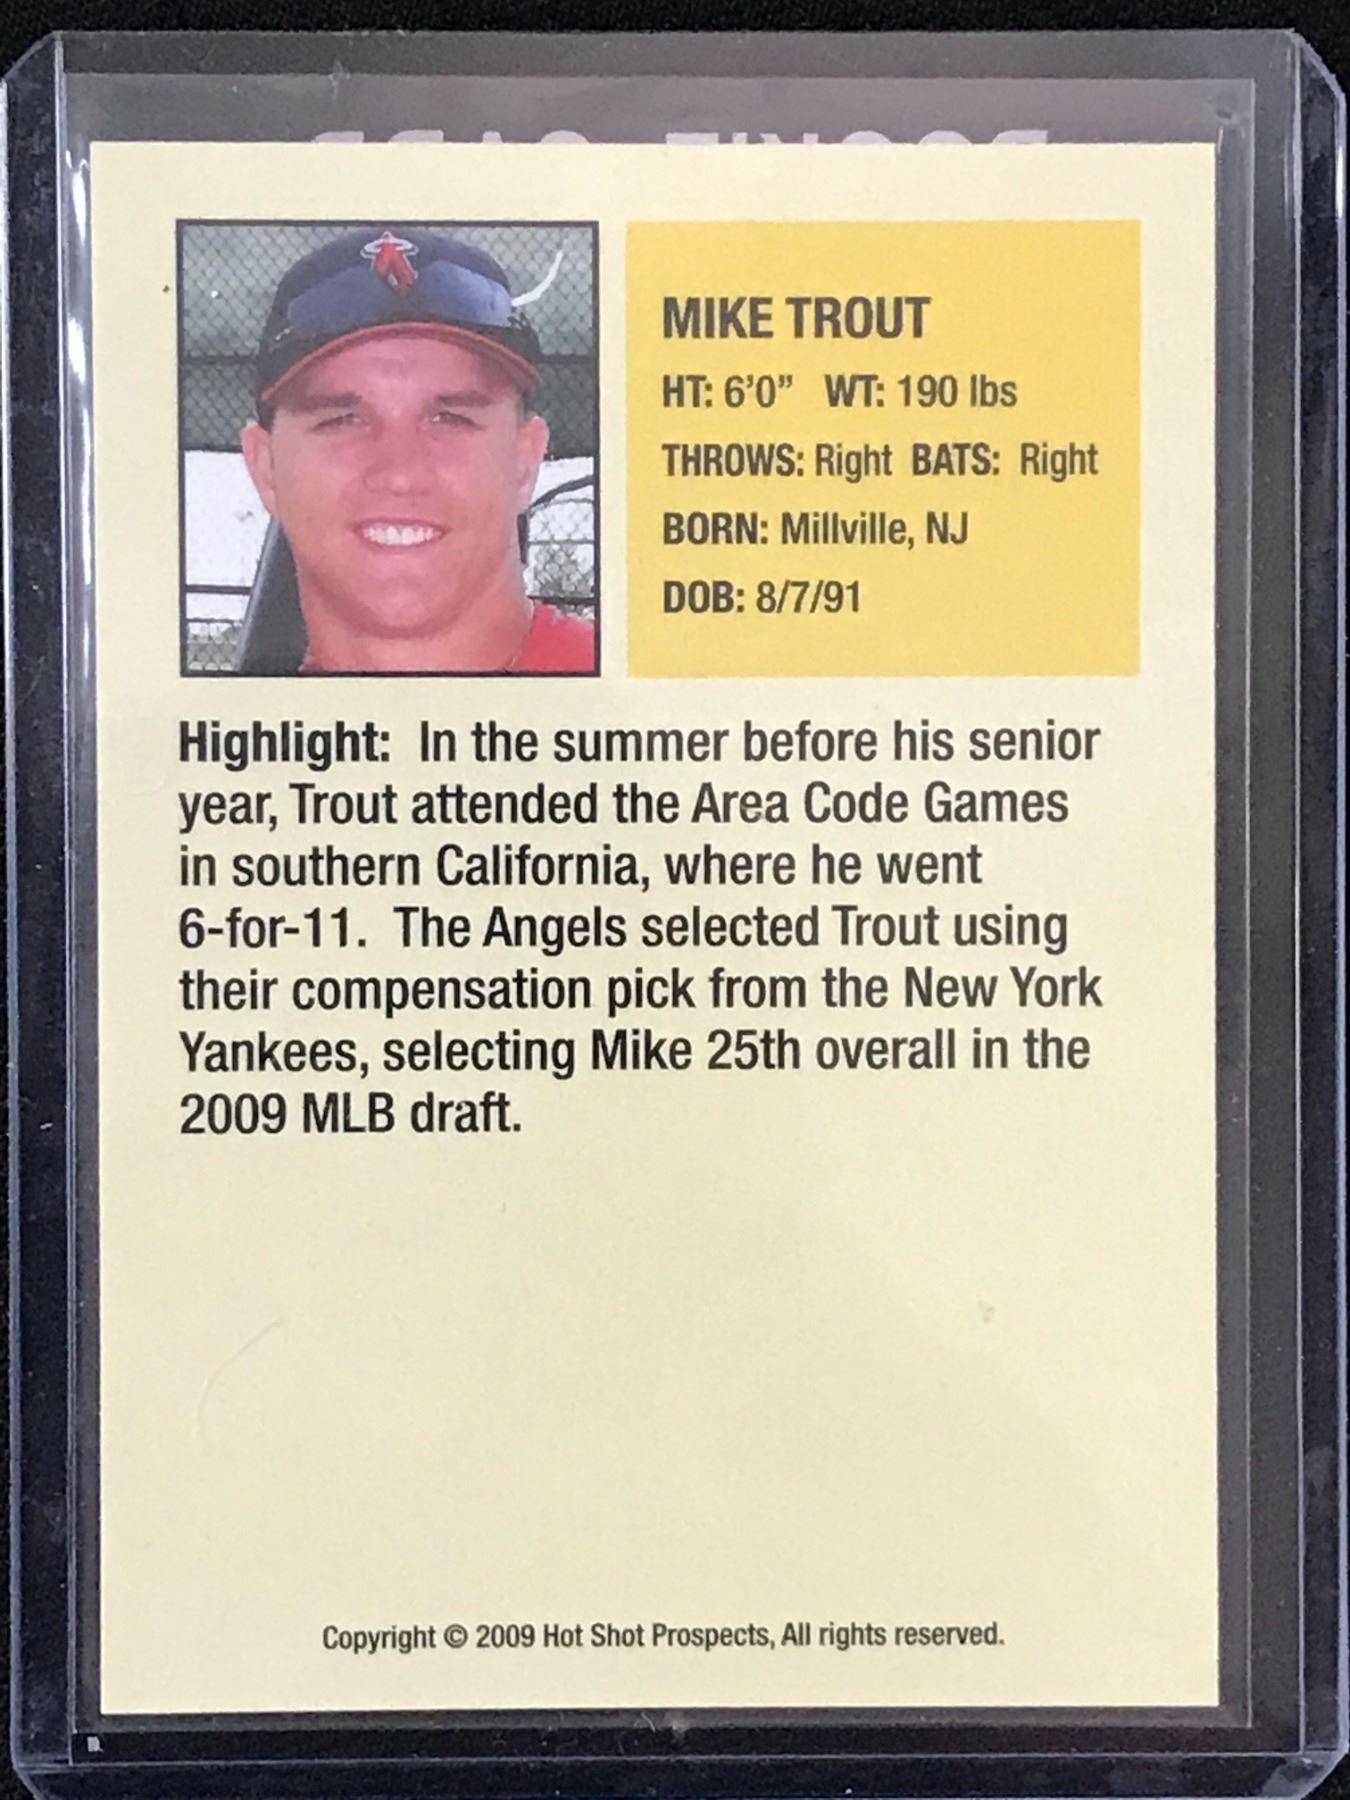 MIKE TROUT
HT: 6’0” WT: 190 lbs
THROWS: Right BATS: Right
BORN: Millville, NJ
DOB: 8/7/91
Highlight: In the summer before his senior
year, Trout attended the Area Code Games
in southern California, where he went
6-for-11. The Angels selected Trout using
their compensation pick from the New York
Yankees, selecting Mike 25th overall in the
2009 MLB draft.
Copyright © 2009 Hot Shot Prospects, All rights reserved.